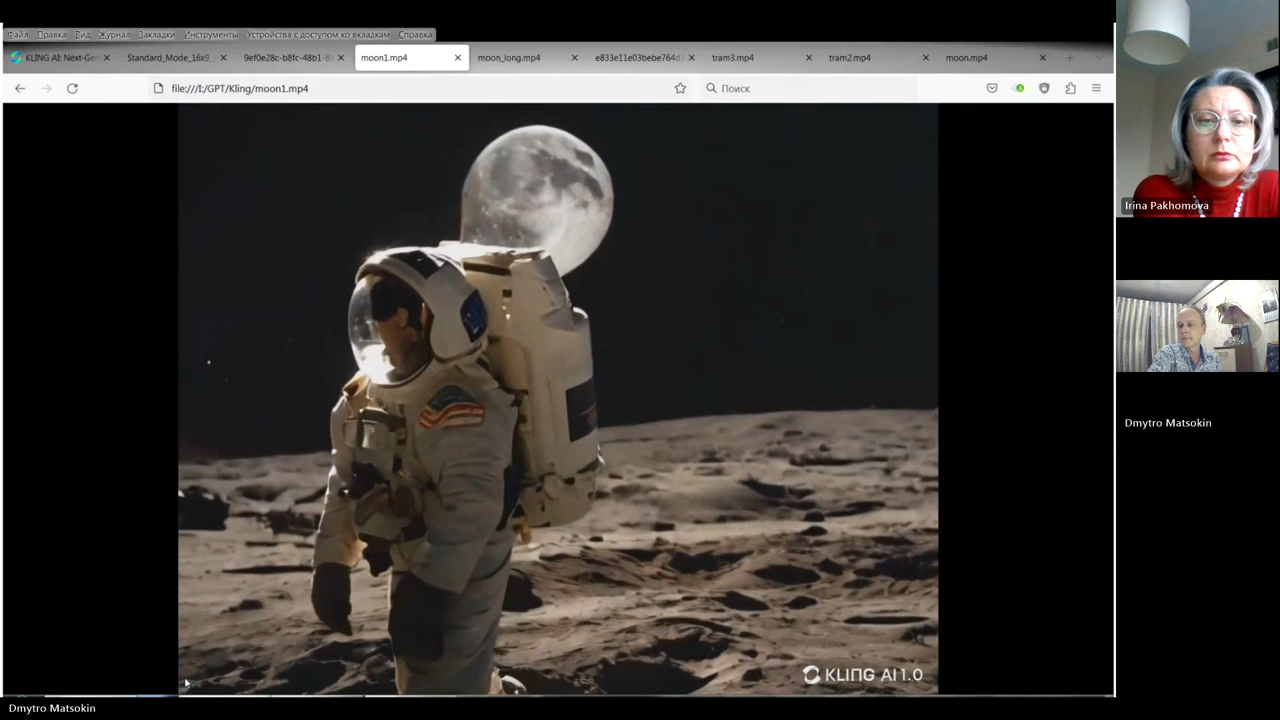 Файл Правка Вид Журнал Закладки Инструменты Устройства с доступом ко вкладкам Справка
KLING AI: Next-Gen
Standard_Mode_16x9_
9ef0e28c-b8fc-48b1-8
moon1.mp4
moon_long.mp4
e833e11e03bebe764d
tram3.mp4
tram2.mp4
moon.mp4
file:///I:/GPT/Kling/moon1.mp4
Поиск
Irina Pakhomova
Dmytro Matsokin
KLING AI 1.0
Dmytro Matsokin